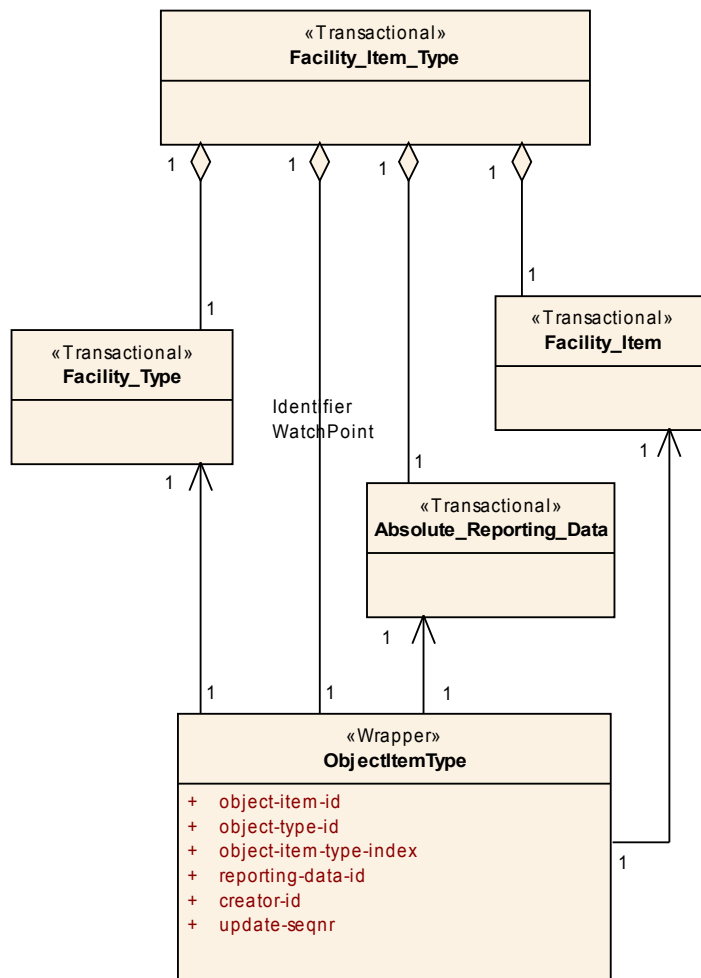 «Transactional»
Facility_Item_Type
1
1
1
1
1
1
«Transactional»
Facility_Type
«Transactional»
Facility_Item
Identifier
WatchPoint
1
1
1
«Transactional»
Absolute_Reporting_Data
1
1
1
1
«Wrapper»
ObjectItemType
+ object-item-id
+ object-type-id
+ object-item-type-index
+ reporting-data-id
+ creator-id
+ update-seqnr
1